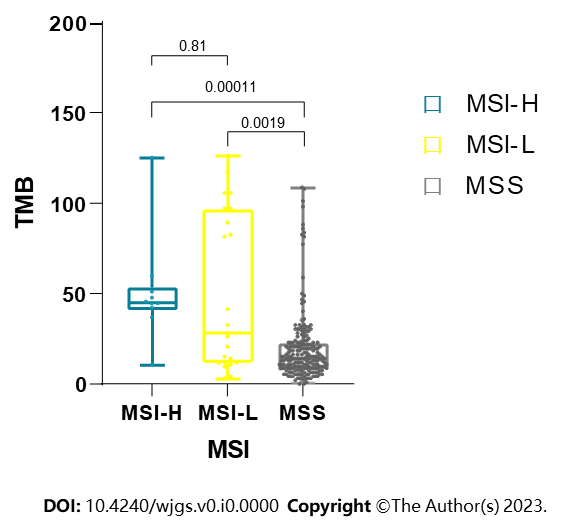 200
0.81
0.00011
MSI-H
150
0.0019
MSI-L
MSS
TMB
100
50
0
MSI-H MSI-L MSS
MSI
DOI: 10.4240/wjgs.v0.i0.0000 Copyright ©The Author(s) 2023.